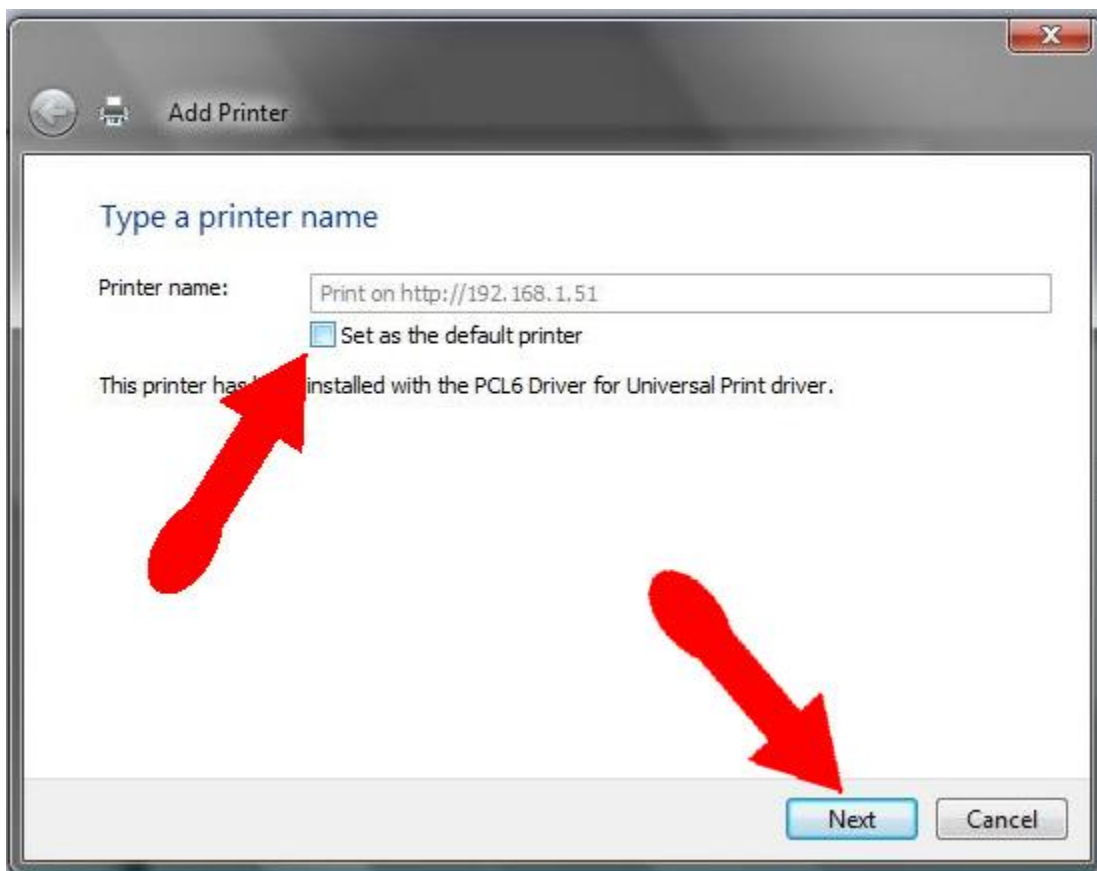 Add Printer
Type a printer name
Printer name:
Print on http://192.168.1.51
Set as the default printer
This printer has installed with the PCL6 Driver for Universal Print driver.
Next
Cancel